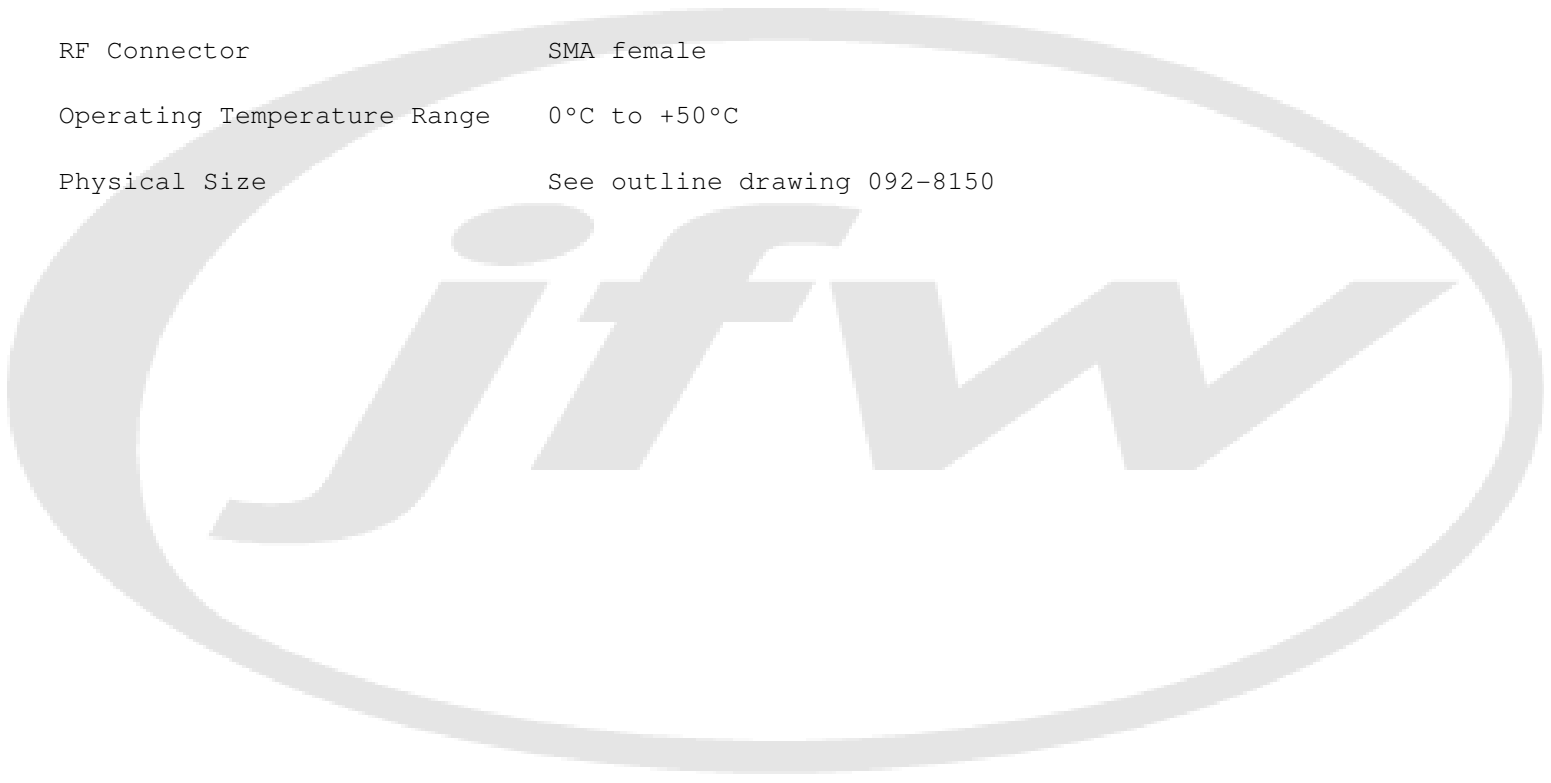 RF Connector SMA female
Operating Temperature Range 0°C to +50°C
Physical Size See outline drawing 092-8150
jfw